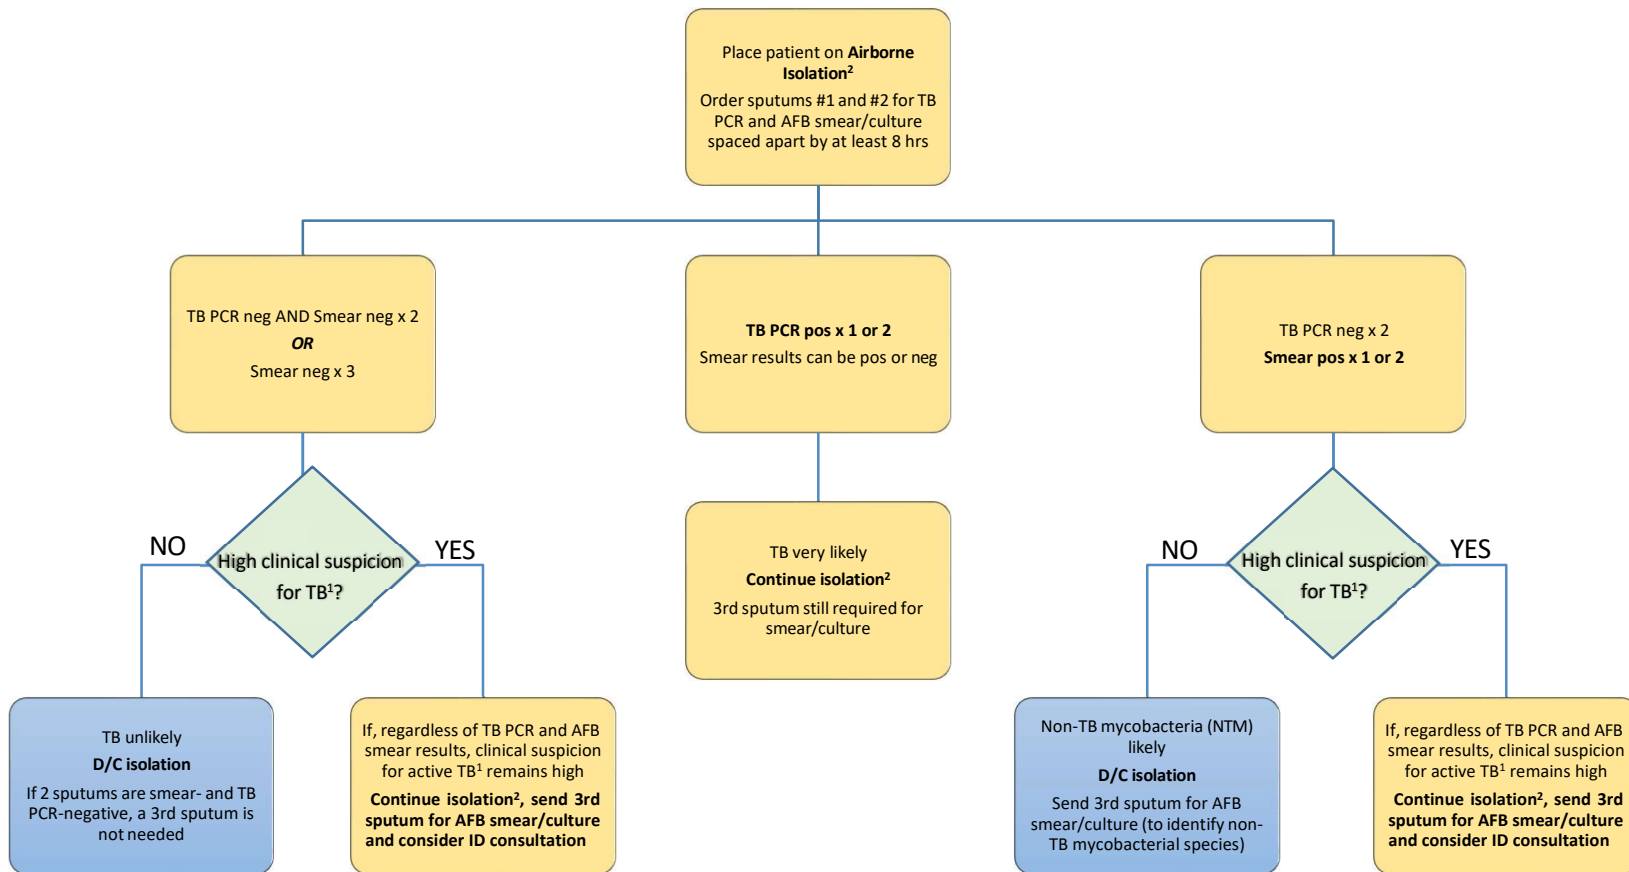 Place patient on Airborne
Isolation²
Order sputums #1 and #2 for TB
PCR and AFB smear/culture
spaced apart by at least 8 hrs
TB PCR neg AND Smear neg x 2
OR
Smear neg x 3
TB PCR pos x 1 or 2
Smear results can be pos or neg
TB PCR neg x 2
Smear pos x 1 or 2
NO
High clinical suspicion
for TB¹?
YES
TB very likely
Continue isolation²
3rd sputum still required for
smear/culture
NO
High clinical suspicion
for TB¹?
YES
TB unlikely
D/C isolation
If 2 sputums are smear- and TB
PCR-negative, a 3rd sputum is
not needed
If, regardless of TB PCR and AFB
smear results, clinical suspicion
for active TB¹ remains high
Continue isolation², send 3rd
sputum for AFB smear/culture
and consider ID consultation
Non-TB mycobacteria (NTM)
likely
D/C isolation
Send 3rd sputum for AFB
smear/culture (to identify non-
TB mycobacterial species)
If, regardless of TB PCR and AFB
smear results, clinical suspicion
for active TB¹ remains high
Continue isolation², send 3rd
sputum for AFB smear/culture
and consider ID consultation